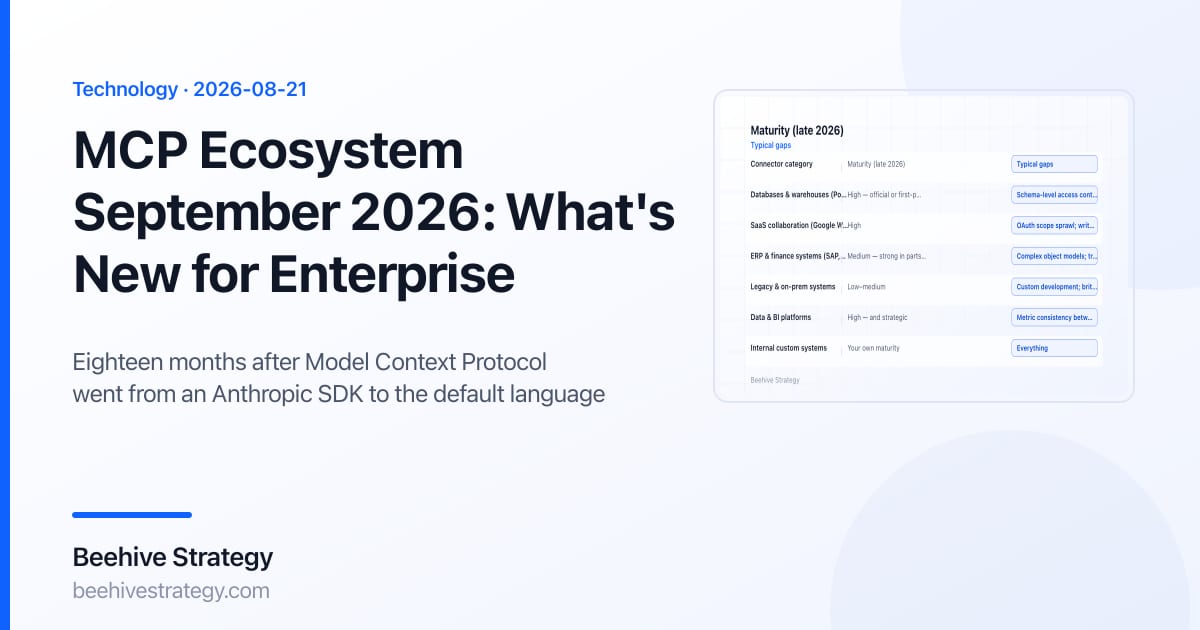 Technology · 2026-08-21
MCP Ecosystem
September 2026: What's
New for Enterprise
Eighteen months after Model Context Protocol
went from an Anthropic SDK to the default language
Beehive Strategy
beehivestrategy.com
Maturity (late 2026)
Typical gaps
Connector category Maturity (late 2026) Typical gaps
Databases & warehouses (Po... High — official or first-p... Schema-level access cont...
SaaS collaboration (Google W... High OAuth scope sprawl; writ...
ERP & finance systems (SAP,... Medium — strong in parts... Complex object models; tr...
Legacy & on-prem systems Low–medium Custom development; brit...
Data & BI platforms High — and strategic Metric consistency betw...
Internal custom systems Your own maturity Everything
Beehive Strategy